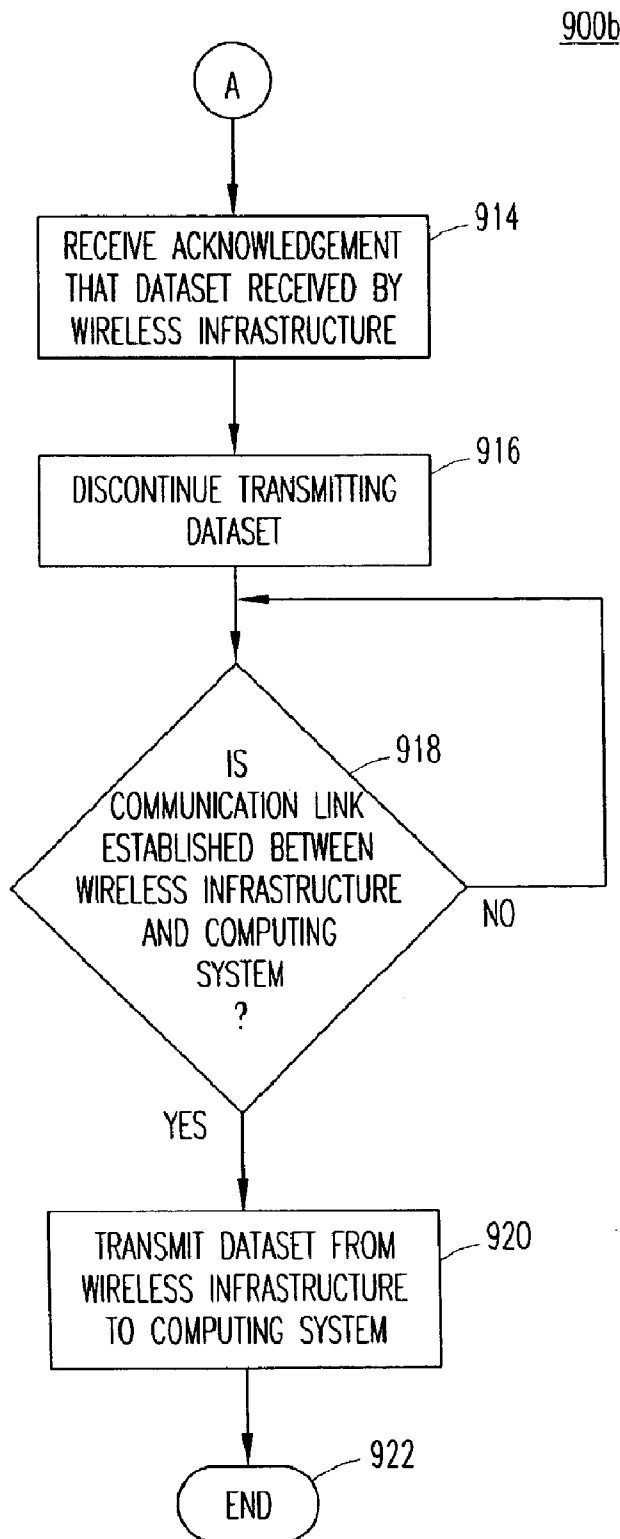 900b
A
914
RECEIVE ACKNOWLEDGEMENT
THAT DATASET RECEIVED BY
WIRELESS INFRASTRUCTURE
916
DISCONTINUE TRANSMITTING
DATASET
918
IS
COMMUNICATION LINK
ESTABLISHED BETWEEN
WIRELESS INFRASTRUCTURE
AND COMPUTING
SYSTEM
?
NO
YES
920
TRANSMIT DATASET FROM
WIRELESS INFRASTRUCTURE
TO COMPUTING SYSTEM
922
END